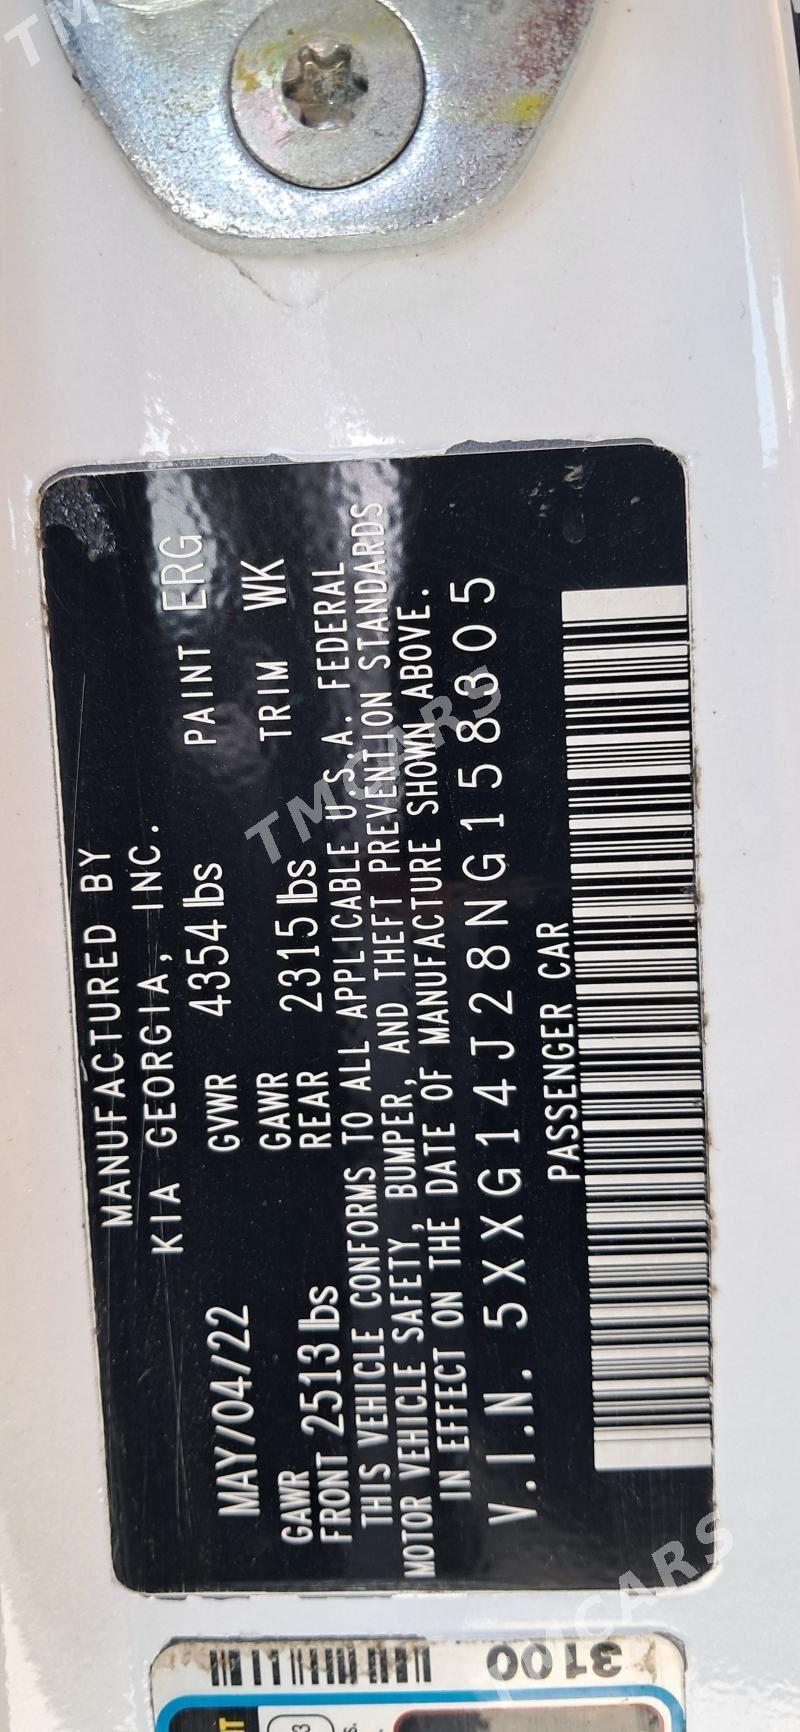 MANUFACTURED BY
KIA GEORGIA, INC.
MAY/04/22 GVWR 4354 lbs PAINT ERG
GAWR FRONT 2513 lbs GAWR REAR 2315 lbs TRIM WK
THIS VEHICLE CONFORMS TO ALL APPLICABLE U.S.A. FEDERAL
MOTOR VEHICLE SAFETY, BUMPER, AND THEFT PREVENTION STANDARDS
IN EFFECT ON THE DATE OF MANUFACTURE SHOWN ABOVE.
V.I.N. 5XXG14J28NG158305
PASSENGER CAR
3100
TMCARS
TMCARS